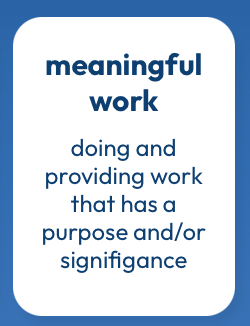 meaningful
work
doing and
providing work
that has a
purpose and/or
signifigance